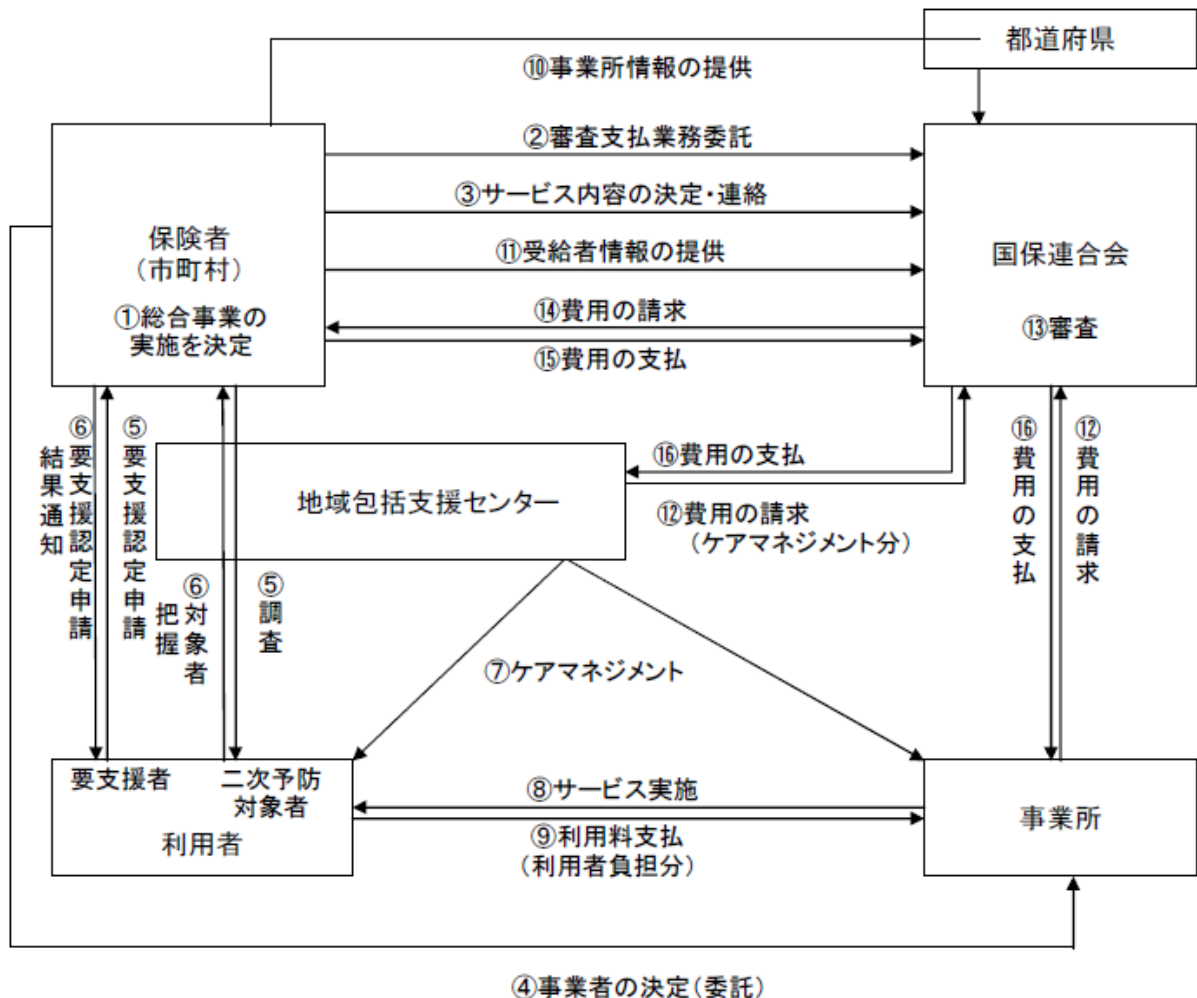 都道府県
⑩事業所情報の提供
②審査支払業務委託
③サービス内容の決定・連絡
保険者
(市町村)
国保連合会
⑪受給者情報の提供
①総合事業の
実施を決定
⑭費用の請求
⑬審査
⑮費用の支払
⑥要支援認定申請
結果通知
⑤要支援認定申請
⑥対象者
把握
⑤調査
地域包括支援センター
⑯費用の支払
⑫費用の請求
(ケアマネジメント分)
⑯費用の支払
⑫費用の請求
⑦ケアマネジメント
要支援者
二次予防
対象者
利用者
⑧サービス実施
⑨利用料支払
(利用者負担分)
事業所
④事業者の決定(委託)